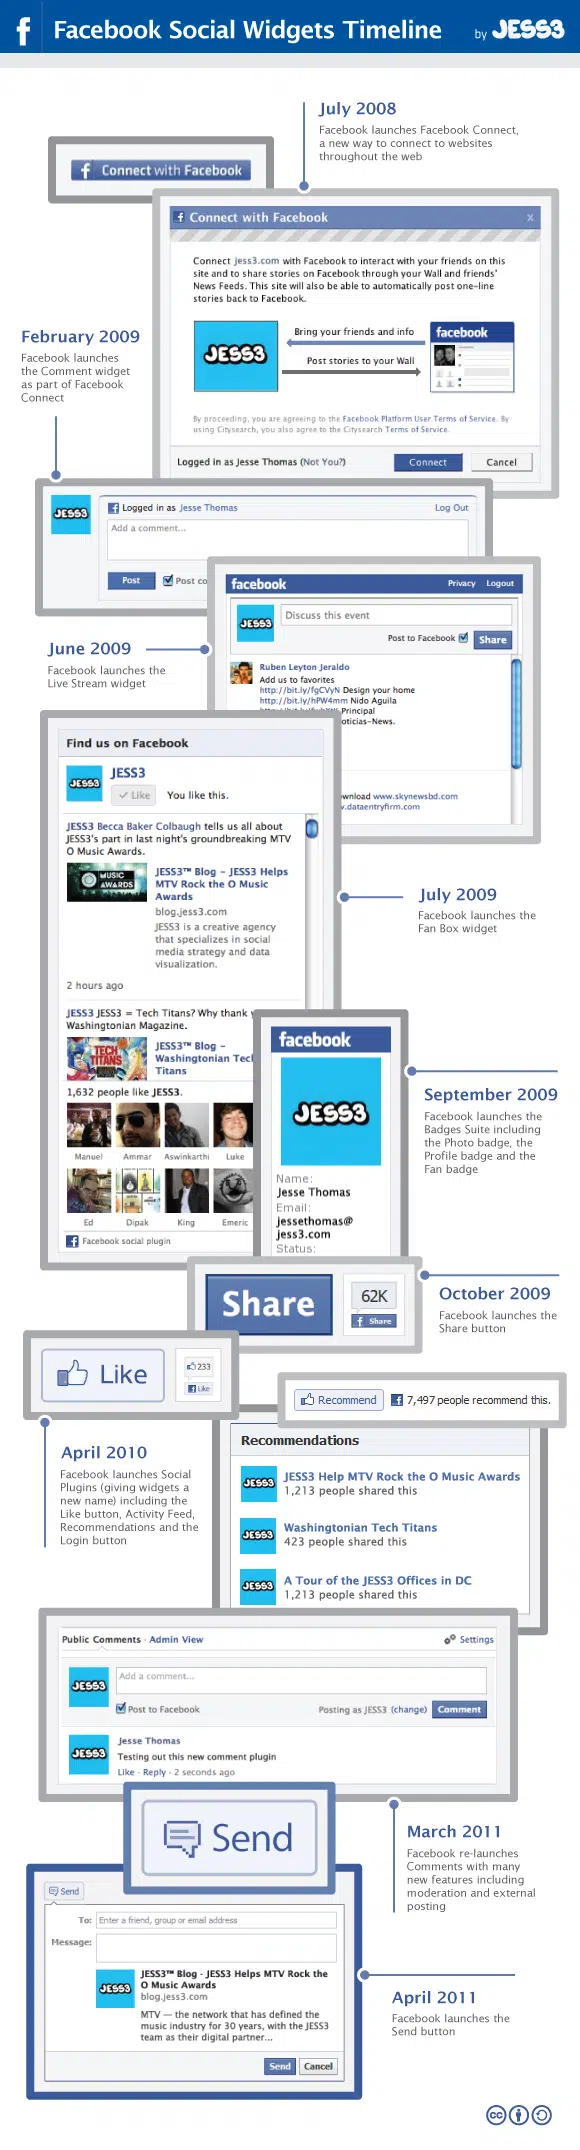 f Facebook Social Widgets Timeline by JESS3
July 2008
Facebook launches Facebook Connect,
a new way to connect to websites
throughout the web
f Connect with Facebook
f Connect with Facebook x
Connect jess3.com with Facebook to interact with your friends on this
site and to share stories on Facebook through your Wall and friends'
News Feeds. This site will also be able to automatically post one-line
stories back to Facebook.
JESS3
Bring your friends and info
Post stories to your Wall
facebook
By proceeding, you are agreeing to the Facebook Platform User Terms of Service. By
using Citysearch, you also agree to the Citysearch Terms of Service.
Logged in as Jesse Thomas (Not You?) Connect Cancel
February 2009
Facebook launches
the Comment widget
as part of Facebook
Connect
JESS3
f Logged in as Jesse Thomas Log Out
Add a comment...
Post Post co
facebook Privacy Logout
JESS3
Discuss this event
Post to Facebook Share
Ruben Leyton Jeraldo
Add us to favorites
http://bit.ly/fgCVyN Design your home
http://bit.ly/hPW4mm Nido Aguila
Principal
oticias-News.
wnload www.skynewsbd.com
w.dataentryfirm.com
June 2009
Facebook launches the
Live Stream widget
Find us on Facebook
JESS3
JESS3
Like You like this.
JESS3 Becca Baker Colbaugh tells us all about
JESS3's part in last night's groundbreaking MTV
O Music Awards.
MUSIC
AWARDS
JESS3™ Blog - JESS3 Helps
MTV Rock the O Music
Awards
blog.jess3.com
JESS3 is a creative agency
that specializes in social
media strategy and data
visualization.
2 hours ago
JESS3 JESS3 = Tech Titans? Why thank
Washingtonian Magazine.
TECH
TITANS
JESS3™ Blog -
Washingtonian Tec
Titans
1,632 people like JESS3.
Manuel Ammar Aswinkarthi Luke
Ed Dipak King Emeric
f Facebook social plugin
July 2009
Facebook launches the
Fan Box widget
facebook
JESS3
Name:
Jesse Thomas
Email:
jessethomas@
jess3.com
Status:
September 2009
Facebook launches the
Badges Suite including
the Photo badge, the
Profile badge and the
Fan badge
Share
62K
f Share
October 2009
Facebook launches the
Share button
Like
233
f Like
Recommend f 7,497 people recommend this.
April 2010
Facebook launches Social
Plugins (giving widgets a
new name) including the
Like button, Activity Feed,
Recommendations and the
Login button
Recommendations
JESS3
JESS3 Help MTV Rock the O Music Awards
1,213 people shared this
JESS3
Washingtonian Tech Titans
423 people shared this
JESS3
A Tour of the JESS3 Offices in DC
1,213 people shared this
Public Comments · Admin View Settings
JESS3
Add a comment...
Post to Facebook Posting as JESS3 (change) Comment
JESS3
Jesse Thomas
Testing out this new comment plugin
Like · Reply · 2 seconds ago
March 2011
Facebook re-launches
Comments with many
new features including
moderation and external
posting
Send
Send
To: Enter a friend, group or email address
Message:
JESS3
JESS3™ Blog - JESS3 Helps MTV Rock the
O Music Awards
blog.jess3.com
MTV — the network that has defined the
music industry for 30 years, with the JESS3
team as their digital partner...
Send Cancel
April 2011
Facebook launches the
Send button
cc